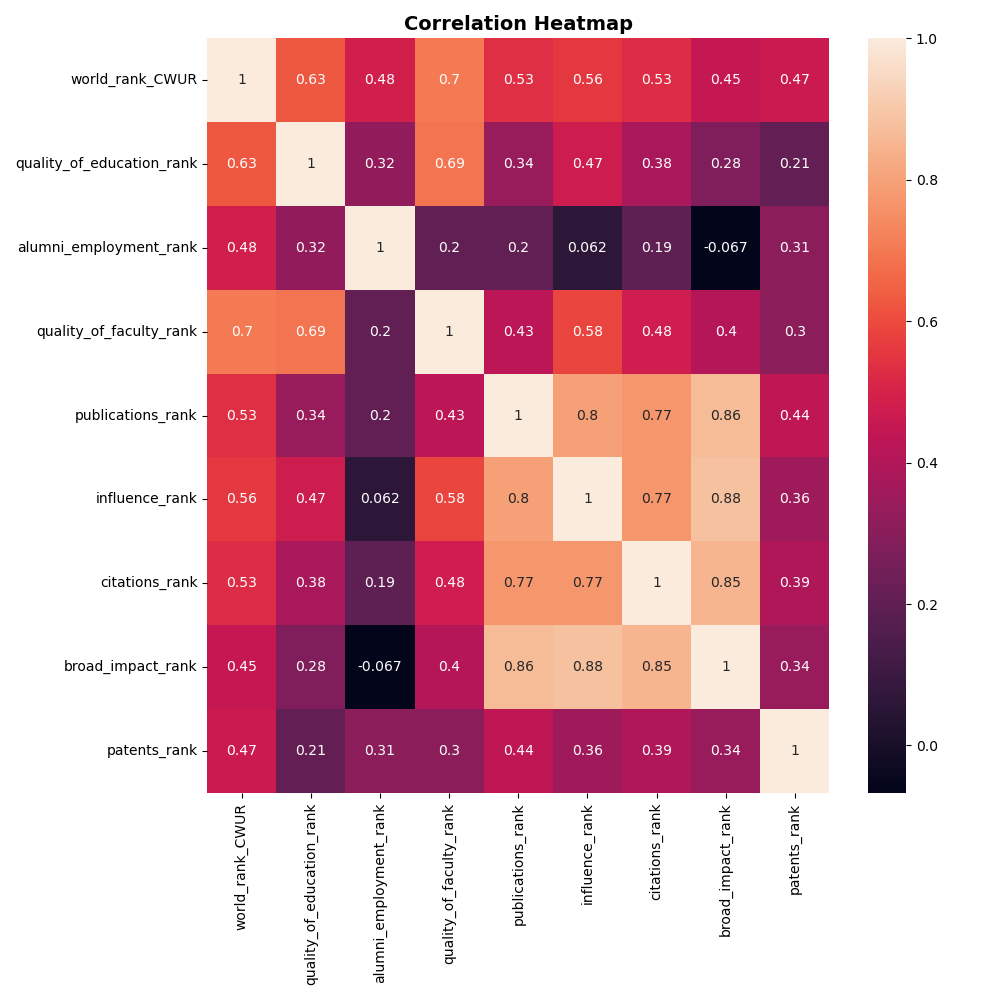 Correlation Heatmap
world_rank_CWUR 1 0.63 0.48 0.7 0.53 0.56 0.53 0.45 0.47
quality_of_education_rank 0.63 1 0.32 0.69 0.34 0.47 0.38 0.28 0.21
alumni_employment_rank 0.48 0.32 1 0.2 0.2 0.062 0.19 -0.067 0.31
quality_of_faculty_rank 0.7 0.69 0.2 1 0.43 0.58 0.48 0.4 0.3
publications_rank 0.53 0.34 0.2 0.43 1 0.8 0.77 0.86 0.44
influence_rank 0.56 0.47 0.062 0.58 0.8 1 0.77 0.88 0.36
citations_rank 0.53 0.38 0.19 0.48 0.77 0.77 1 0.85 0.39
broad_impact_rank 0.45 0.28 -0.067 0.4 0.86 0.88 0.85 1 0.34
patents_rank 0.47 0.21 0.31 0.3 0.44 0.36 0.39 0.34 1
world_rank_CWUR
quality_of_education_rank
alumni_employment_rank
quality_of_faculty_rank
publications_rank
influence_rank
citations_rank
broad_impact_rank
patents_rank
1.0
0.8
0.6
0.4
0.2
0.0